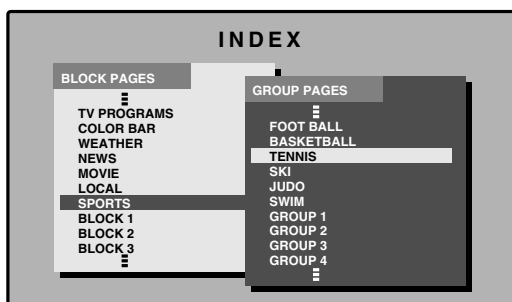 INDEX
BLOCK PAGES
TV PROGRAMS
COLOR BAR
WEATHER
NEWS
MOVIE
LOCAL
SPORTS
BLOCK 1
BLOCK 2
BLOCK 3
GROUP PAGES
FOOT BALL
BASKETBALL
TENNIS
SKI
JUDO
SWIM
GROUP 1
GROUP 2
GROUP 3
GROUP 4